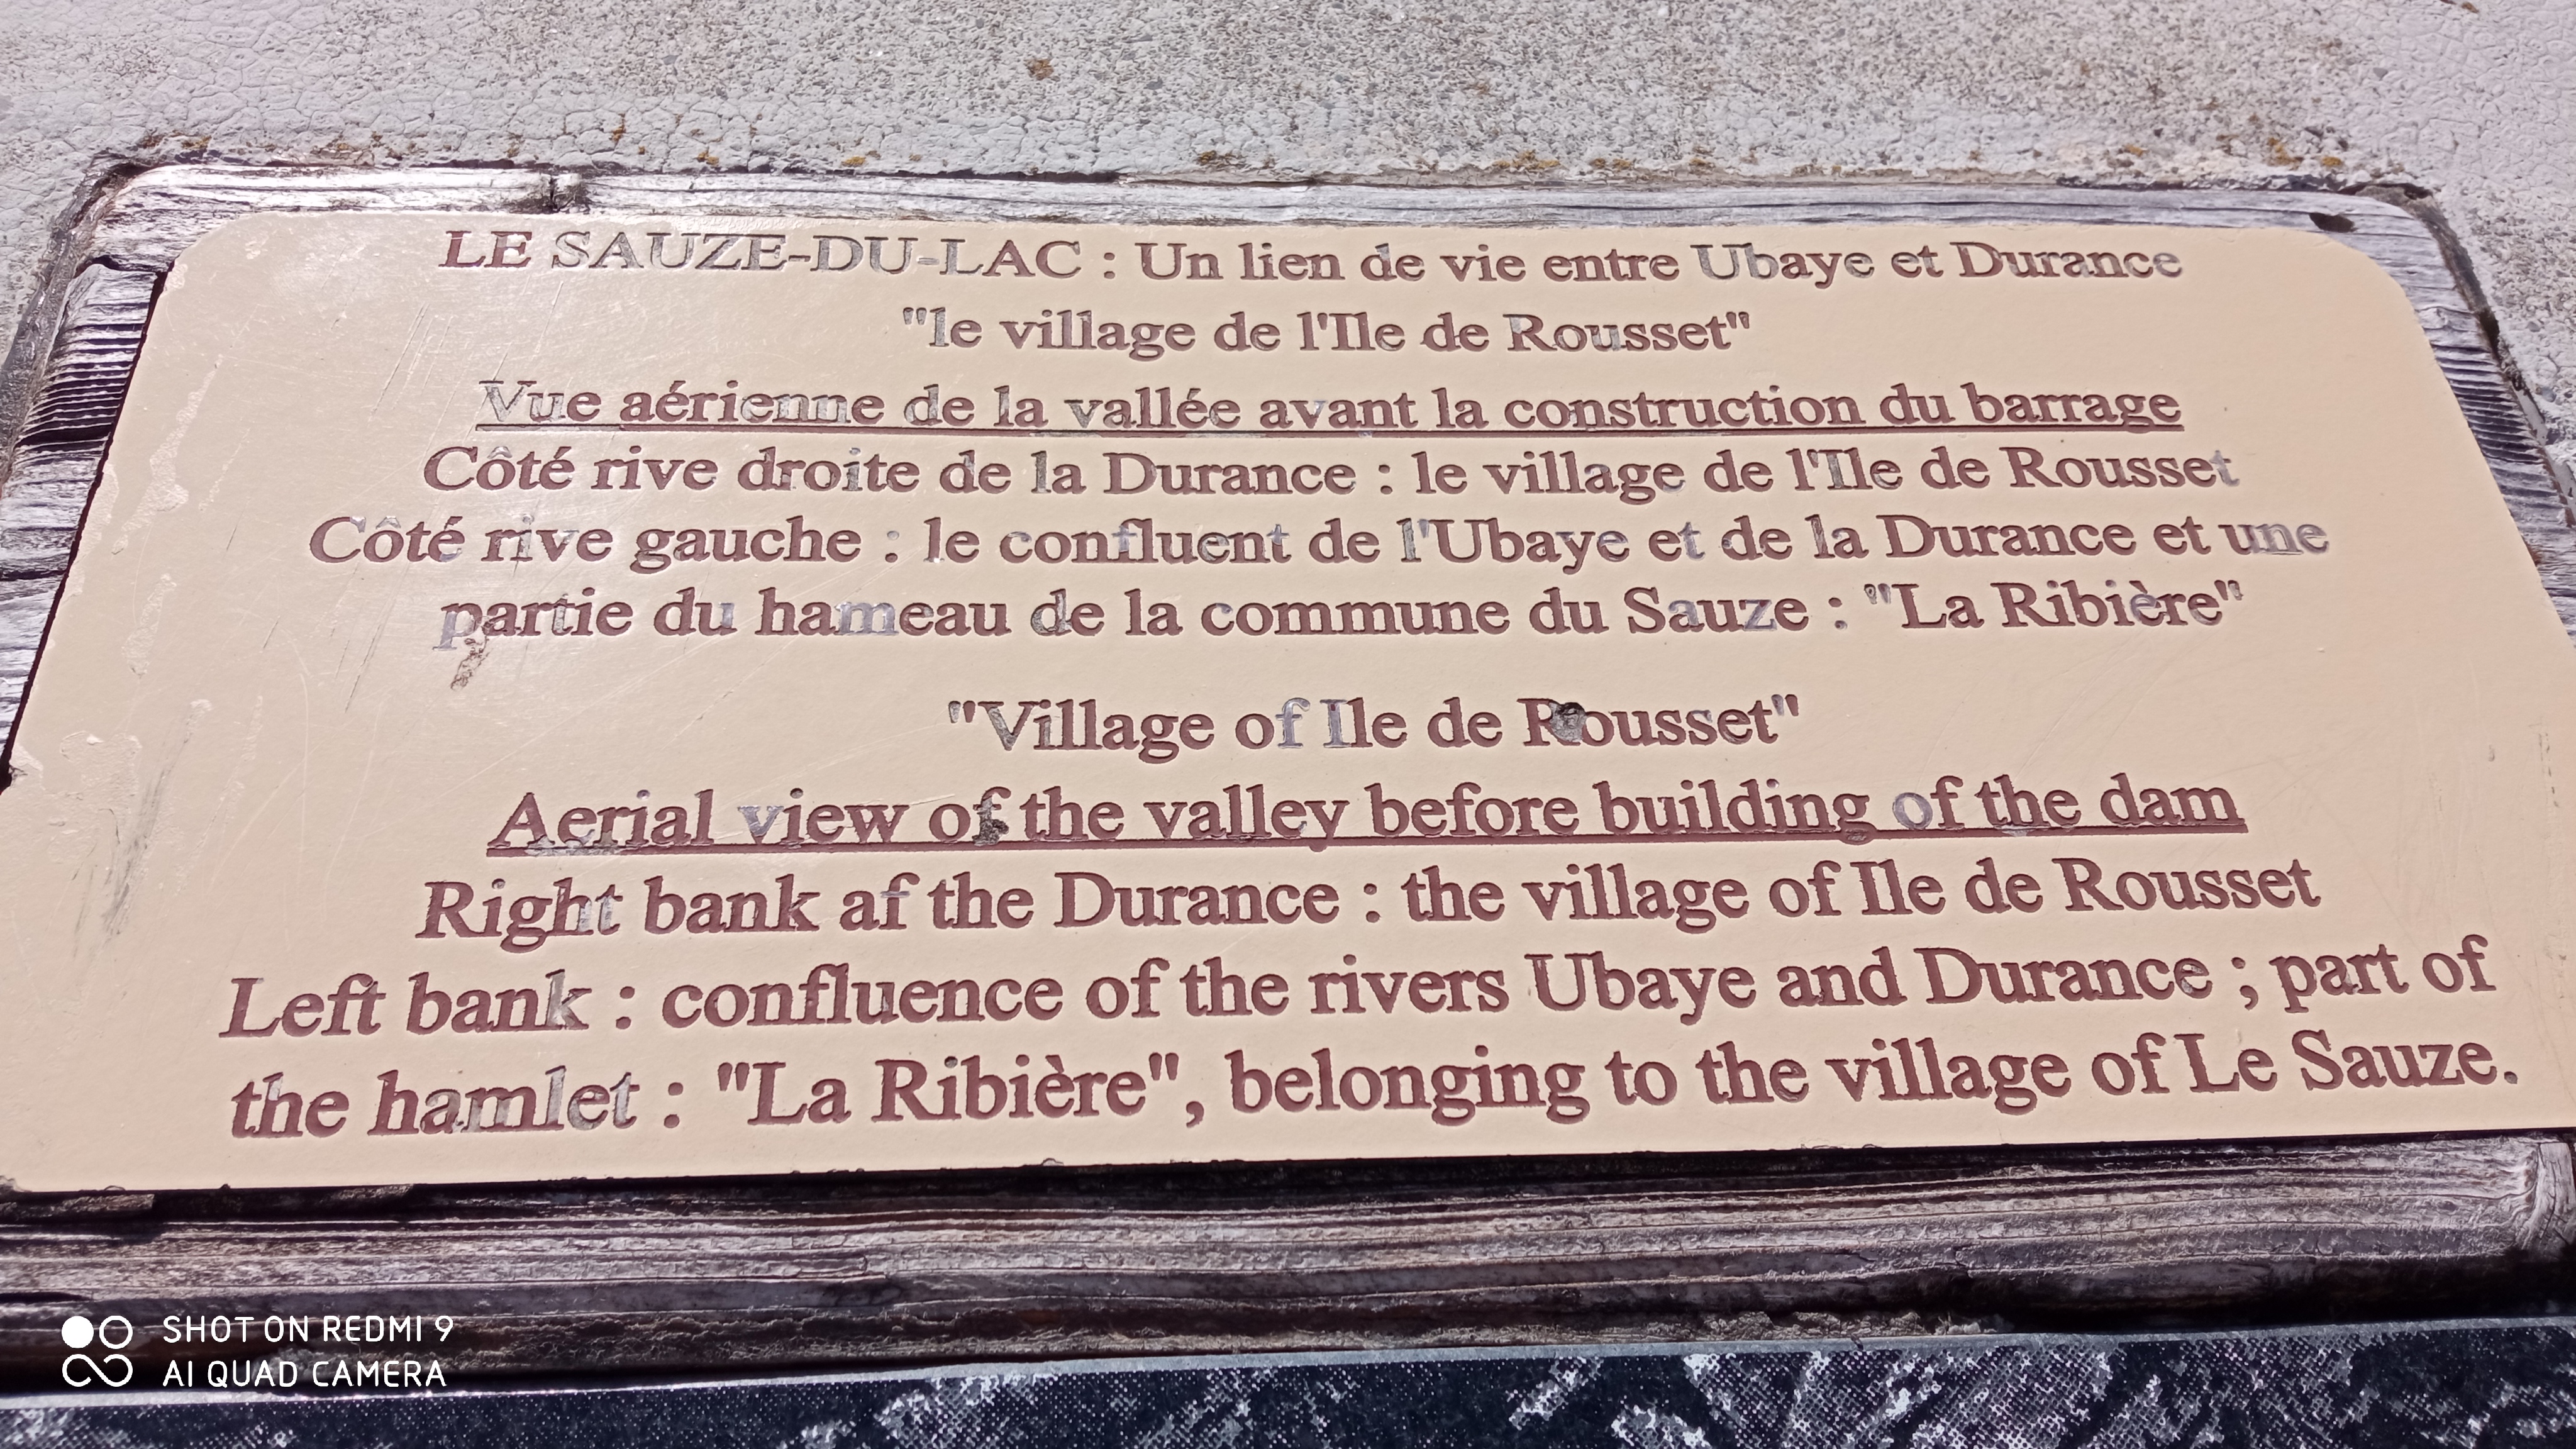 LE SAUZE-DU-LAC : Un lien de vie entre Ubaye et Durance
"le village de l'Ile de Rousset"
Vue aérienne de la vallée avant la construction du barrage
Côté rive droite de la Durance : le village de l'Ile de Rousset
Côté rive gauche : le confluent de l'Ubaye et de la Durance et une
partie du hameau de la commune du Sauze : "La Ribière"
"Village of Ile de Rousset"
Aerial view of the valley before building of the dam
Right bank af the Durance : the village of Ile de Rousset
Left bank : confluence of the rivers Ubaye and Durance ; part of
the hamlet : "La Ribière", belonging to the village of Le Sauze.
SHOT ON REDMI 9
AI QUAD CAMERA